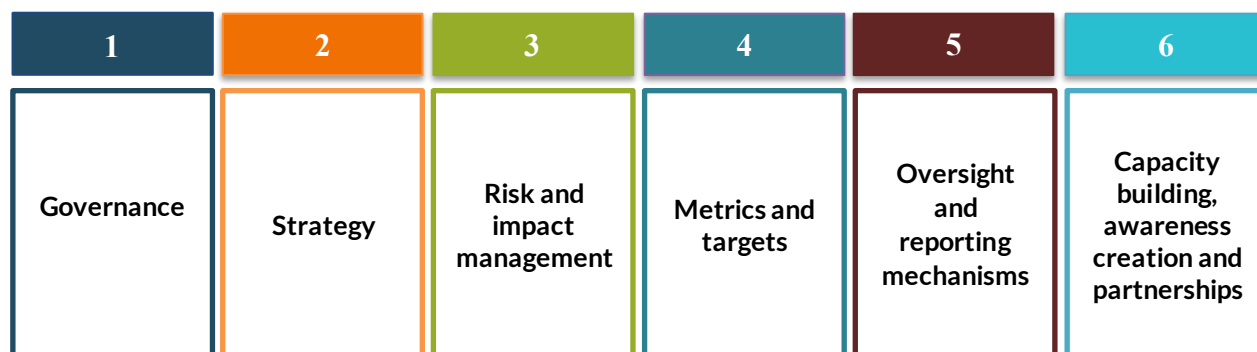 1
2
3
4
5
6
Governance
Strategy
Risk and
impact
management
Metrics and
targets
Oversight
and
reporting
mechanisms
Capacity
building,
awareness
creation and
partnerships